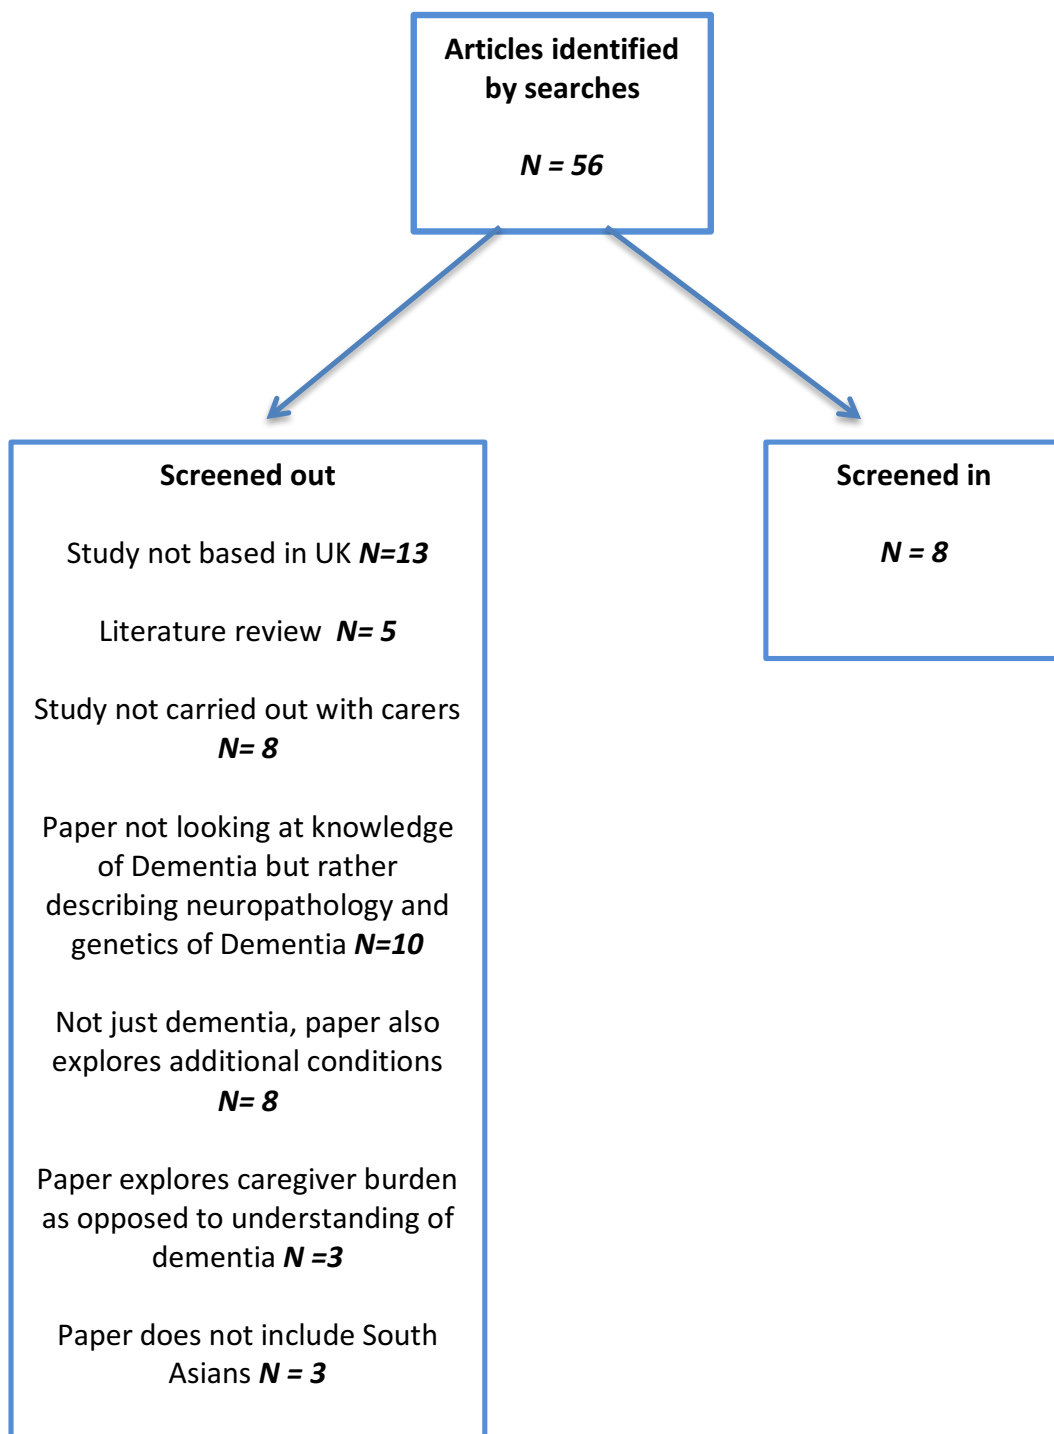 Articles identified
by searches
N = 56
Screened out
Study not based in UK N=13
Literature review N= 5
Study not carried out with carers
N= 8
Paper not looking at knowledge
of Dementia but rather
describing neuropathology and
genetics of Dementia N=10
Not just dementia, paper also
explores additional conditions
N= 8
Paper explores caregiver burden
as opposed to understanding of
dementia N =3
Paper does not include South
Asians N = 3
Screened in
N = 8